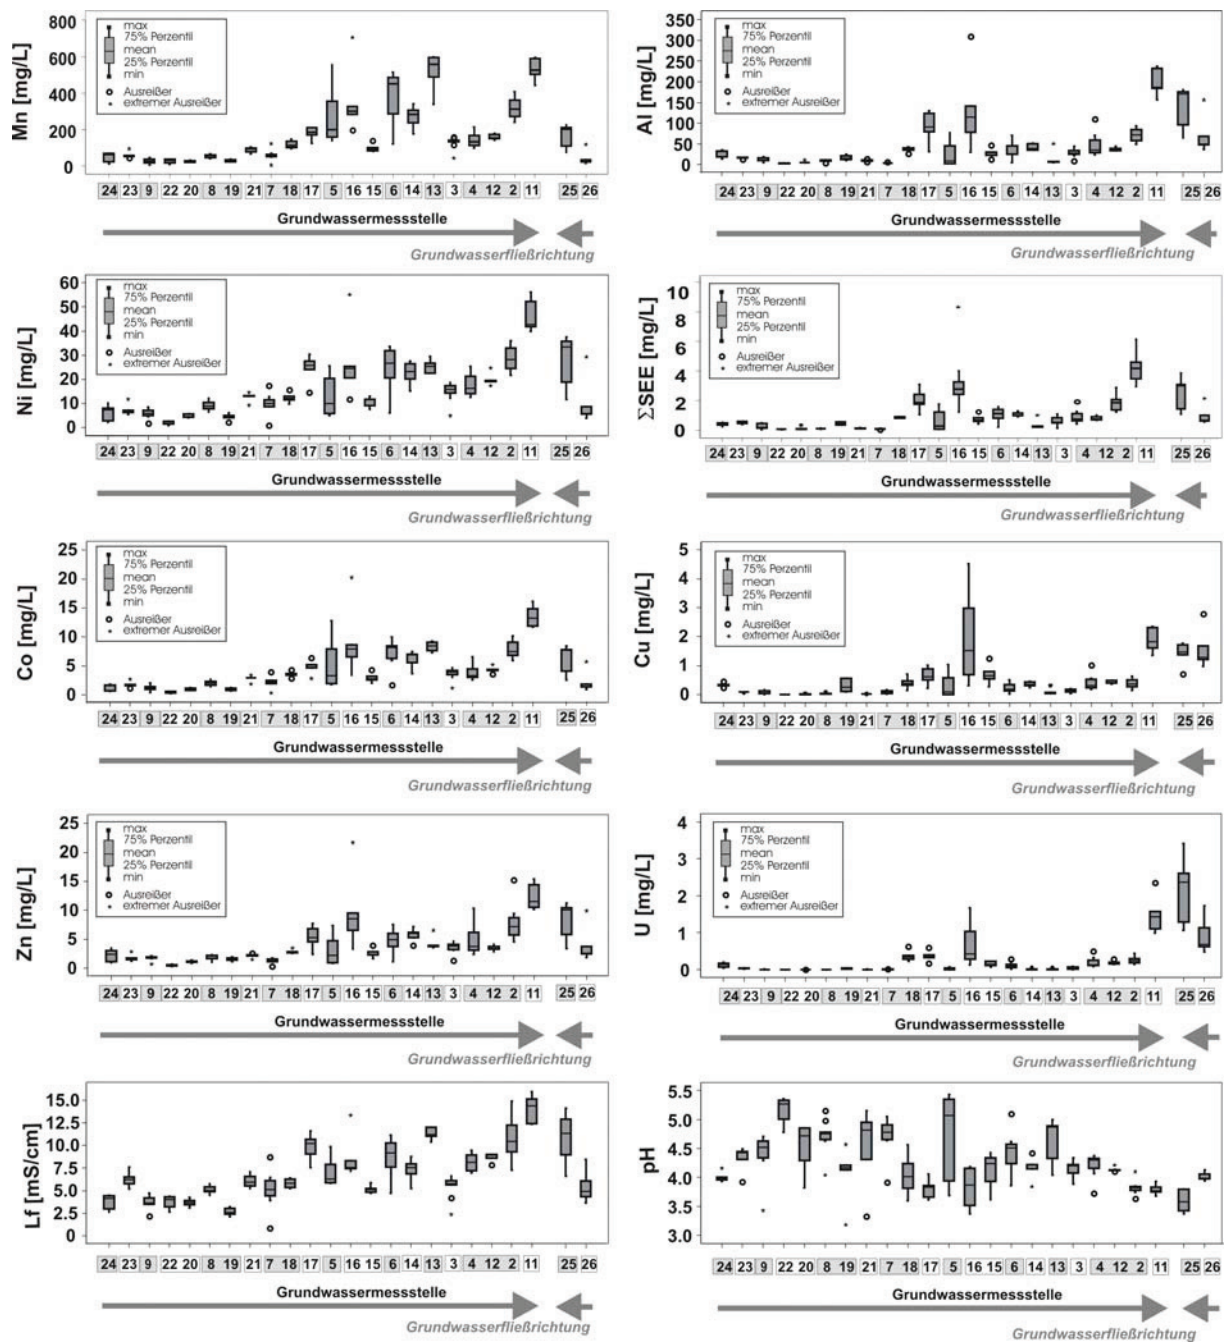 Mn [mg/L]
800
600
400
200
0
max
75% Perzentil
mean
25% Perzentil
min
Ausreißer
extremer Ausreißer
24 23 9 22 20 8 19 21 7 18 17 5 16 15 6 14 13 3 4 12 2 11 25 26
Grundwassermessstelle
Grundwasserfließrichtung
Al [mg/L]
350
300
250
200
150
100
50
0
max
75% Perzentil
mean
25% Perzentil
min
Ausreißer
extremer Ausreißer
24 23 9 22 20 8 19 21 7 18 17 5 16 15 6 14 13 3 4 12 2 11 25 26
Grundwassermessstelle
Grundwasserfließrichtung
Ni [mg/L]
60
50
40
30
20
10
0
max
75% Perzentil
mean
25% Perzentil
min
Ausreißer
extremer Ausreißer
24 23 9 22 20 8 19 21 7 18 17 5 16 15 6 14 13 3 4 12 2 11 25 26
Grundwassermessstelle
Grundwasserfließrichtung
ΣSEE [mg/L]
10
8
6
4
2
0
max
75% Perzentil
mean
25% Perzentil
min
Ausreißer
extremer Ausreißer
24 23 9 22 20 8 19 21 7 18 17 5 16 15 6 14 13 3 4 12 2 11 25 26
Grundwassermessstelle
Grundwasserfließrichtung
Co [mg/L]
25
20
15
10
5
0
max
75% Perzentil
mean
25% Perzentil
min
Ausreißer
extremer Ausreißer
24 23 9 22 20 8 19 21 7 18 17 5 16 15 6 14 13 3 4 12 2 11 25 26
Grundwassermessstelle
Grundwasserfließrichtung
Cu [mg/L]
5
4
3
2
1
0
max
75% Perzentil
mean
25% Perzentil
min
Ausreißer
extremer Ausreißer
24 23 9 22 20 8 19 21 7 18 17 5 16 15 6 14 13 3 4 12 2 11 25 26
Grundwassermessstelle
Grundwasserfließrichtung
Zn [mg/L]
25
20
15
10
5
0
max
75% Perzentil
mean
25% Perzentil
min
Ausreißer
extremer Ausreißer
24 23 9 22 20 8 19 21 7 18 17 5 16 15 6 14 13 3 4 12 2 11 25 26
Grundwassermessstelle
Grundwasserfließrichtung
U [mg/L]
4
3
2
1
0
max
75% Perzentil
mean
25% Perzentil
min
Ausreißer
extremer Ausreißer
24 23 9 22 20 8 19 21 7 18 17 5 16 15 6 14 13 3 4 12 2 11 25 26
Grundwassermessstelle
Grundwasserfließrichtung
Lf [mS/cm]
15.0
12.5
10.0
7.5
5.0
2.5
0
24 23 9 22 20 8 19 21 7 18 17 5 16 15 6 14 13 3 4 12 2 11 25 26
Grundwassermessstelle
Grundwasserfließrichtung
pH
5.5
5.0
4.5
4.0
3.5
3.0
24 23 9 22 20 8 19 21 7 18 17 5 16 15 6 14 13 3 4 12 2 11 25 26
Grundwassermessstelle
Grundwasserfließrichtung